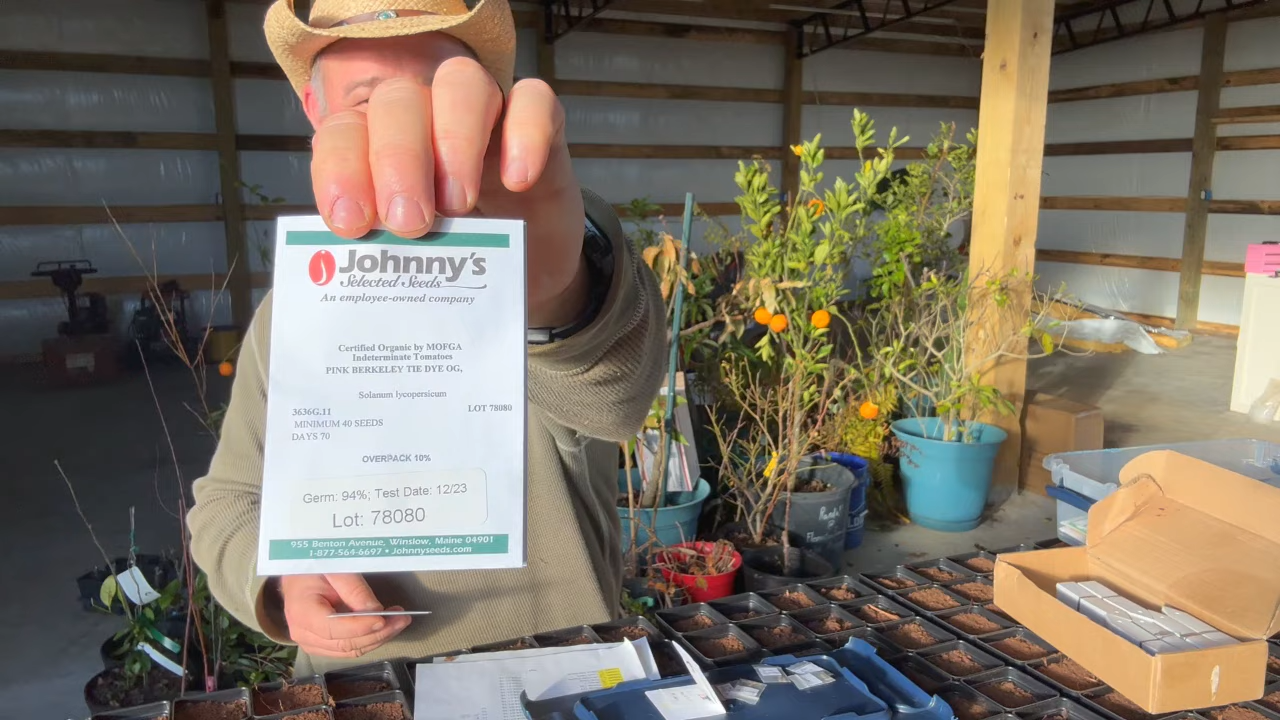 Johnny's
Selected Seeds
An employee-owned company
Certified Organic by MOFGA
Indeterminate Tomatoes
PINK BERKELEY TIE DYE OG,
Solanum lycopersicum
3636G.11 LOT 78080
MINIMUM 40 SEEDS
DAYS 70
OVERPACK 10%
Germ: 94%; Test Date: 12/23
Lot: 78080
955 Benton Avenue, Winslow, Maine 04901
1-877-564-6697 • Johnnyseeds.com